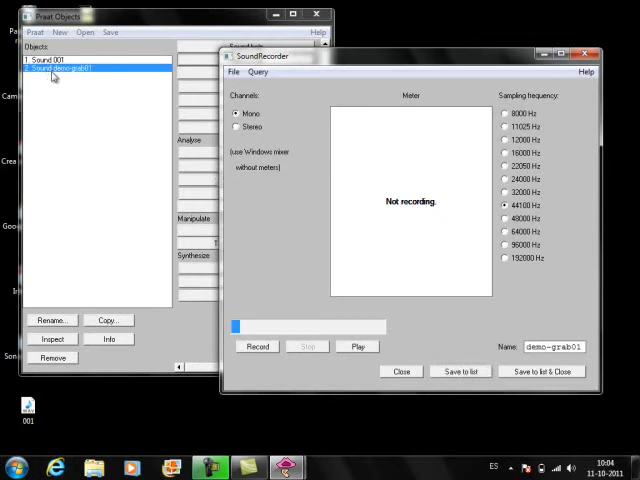 Praat Objects
Praat New Open Save Help
Objects:
1. Sound 001
2. Sound demo-grab01
Analyse
Manipulate
Synthesize
Rename... Copy...
Inspect Info
Remove
SoundRecorder
File Query Help
Channels: Meter Sampling frequency:
Mono
Stereo
(use Windows mixer
without meters)
Not recording.
8000 Hz
11025 Hz
12000 Hz
16000 Hz
22050 Hz
24000 Hz
32000 Hz
44100 Hz
48000 Hz
64000 Hz
96000 Hz
192000 Hz
Record Stop Play
Name: demo-grab01
Close Save to list Save to list & Close
Cam
Crea
Goo
Son
001
ES
10:04
11-10-2011